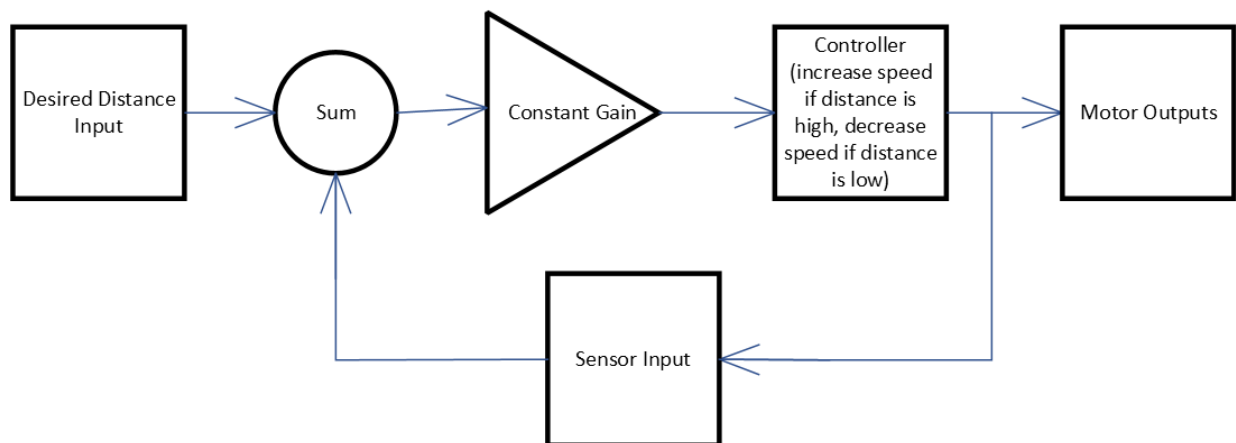 Desired Distance
Input
Sum
Constant Gain
Controller
(increase speed
if distance is
high, decrease
speed if distance
is low)
Motor Outputs
Sensor Input